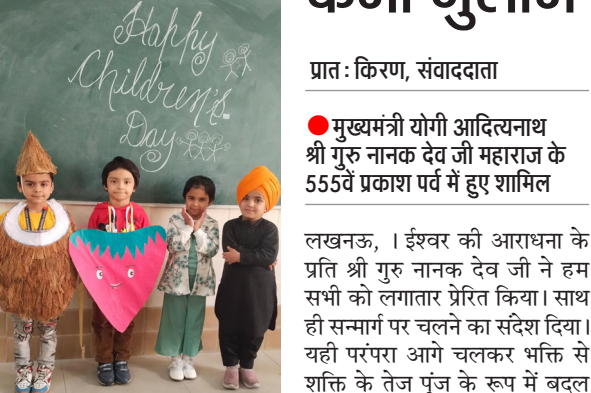 Happy
Children's
Day
प्रात: किरण, संवाददाता
मुख्यमंत्री योगी आदित्यनाथ
श्री गुरु नानक देव जी महाराज के
555वें प्रकाश पर्व में हुए शामिल
लखनऊ, । ईश्वर की आराधना के
प्रति श्री गुरु नानक देव जी ने हम
सभी को लगातार प्रेरित किया। साथ
ही सन्मार्ग पर चलने का संदेश दिया।
यही परंपरा आगे चलकर भक्ति से
शक्ति के तेज पुंज के रूप में बदल